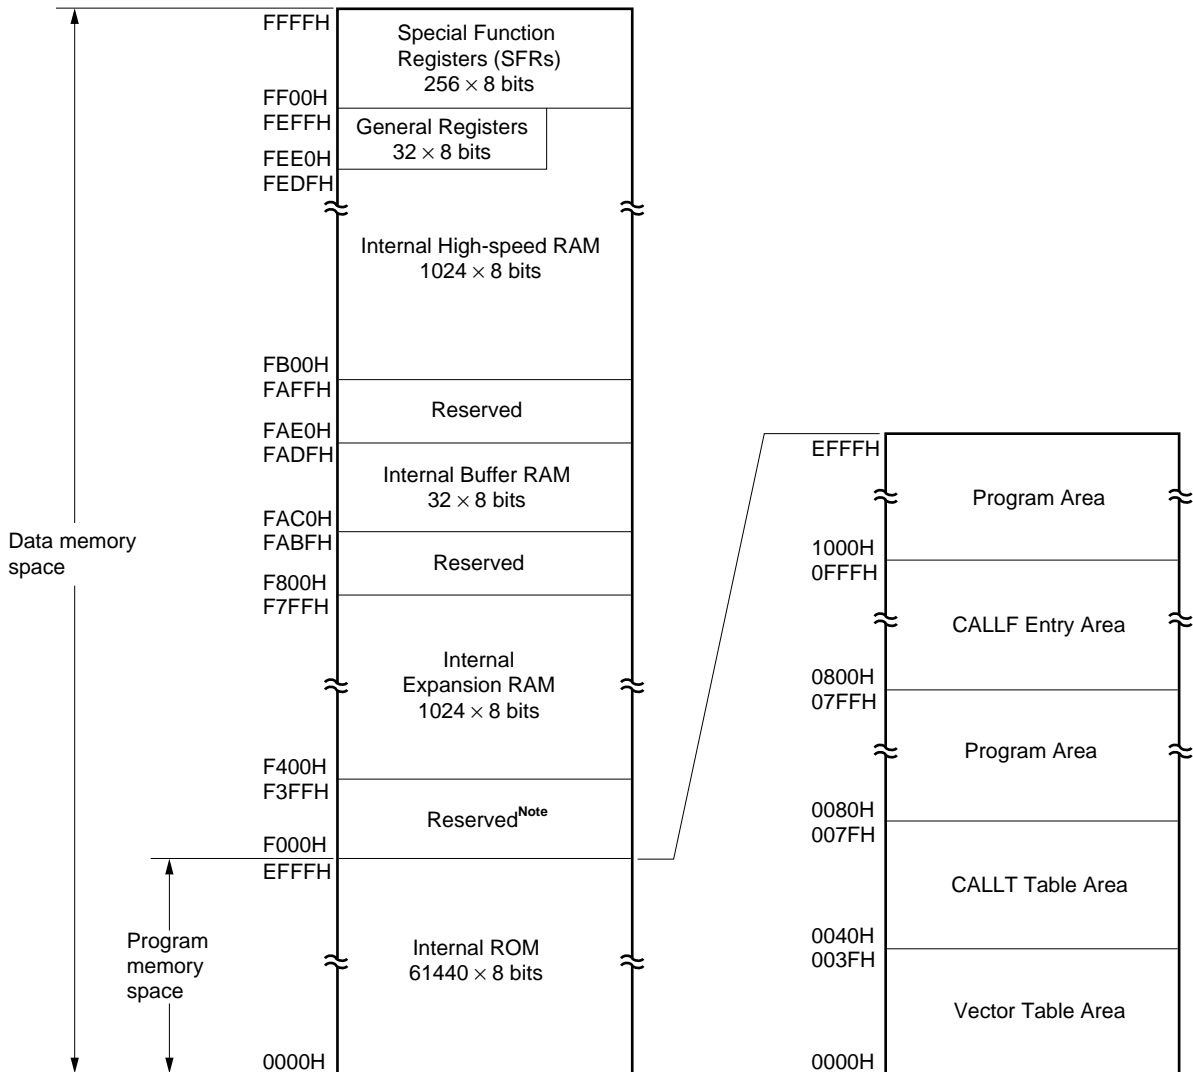 FFFFH
Special Function
Registers (SFRs)
256 × 8 bits
FF00H
FEFFH
General Registers
32 × 8 bits
FEE0H
FEDFH
Internal High-speed RAM
1024 × 8 bits
FB00H
FAFFH
Reserved
FAE0H
FADFH
Internal Buffer RAM
32 × 8 bits
FAC0H
FABFH
Reserved
F800H
F7FFH
Internal
Expansion RAM
1024 × 8 bits
F400H
F3FFH
Reserved Note
F000H
EFFFH
Internal ROM
61440 × 8 bits
0000H
Data memory
space
Program
memory
space
EFFFH
Program Area
1000H
0FFFH
CALLF Entry Area
0800H
07FFH
Program Area
0080H
007FH
CALLT Table Area
0040H
003FH
Vector Table Area
0000H